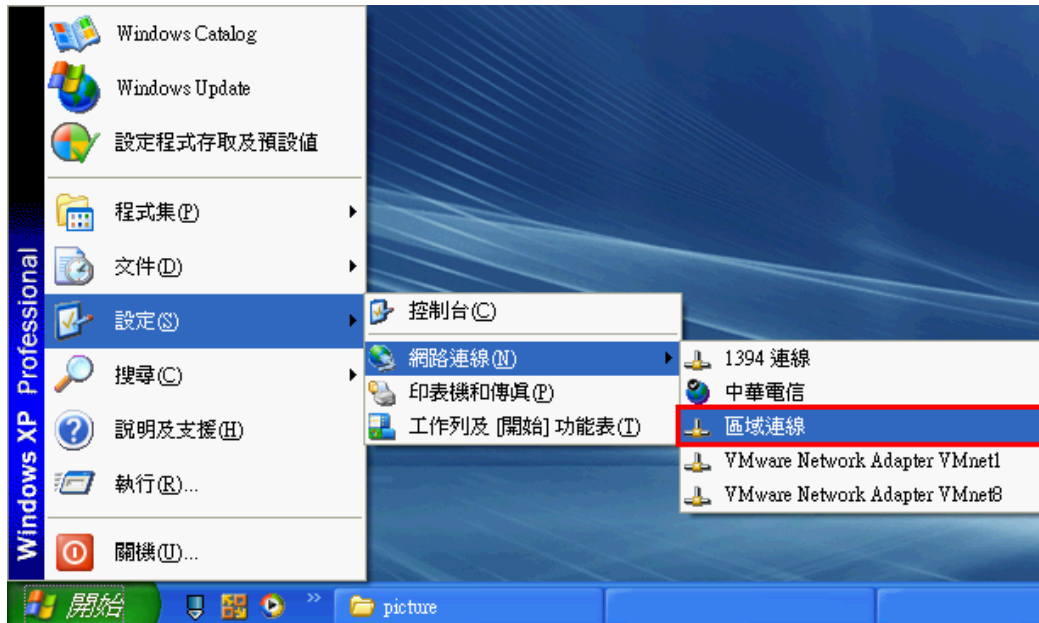 Windows Catalog
Windows Update
設定程式存取及預設值
程式集(P)
文件(D)
設定(S)
搜尋(C)
說明及支援(H)
執行(R)...
關機(U)...
Windows XP Professional
控制台(C)
網路連線(N)
印表機和傳真(P)
工作列及 [開始] 功能表(T)
1394 連線
中華電信
區域連線
VMware Network Adapter VMnet1
VMware Network Adapter VMnet8
開始
picture